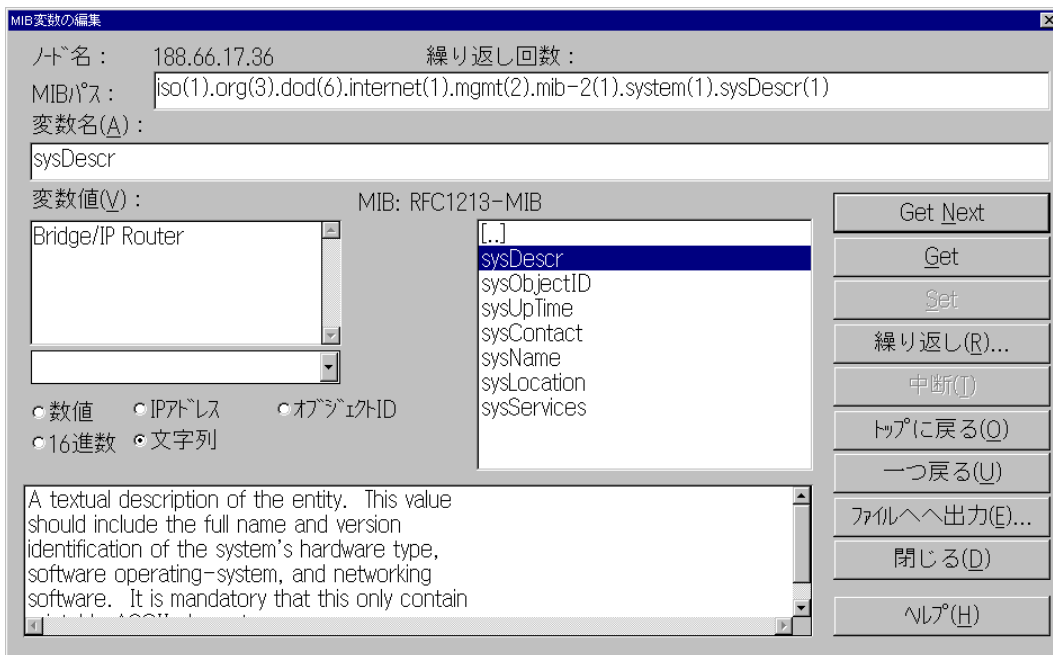 MIB変数の編集
ﾉｰﾄﾞ名： 188.66.17.36 繰り返し回数：
MIBﾊﾟｽ： iso(1).org(3).dod(6).internet(1).mgmt(2).mib-2(1).system(1).sysDescr(1)
変数名(A)：
sysDescr
変数値(V)： MIB: RFC1213-MIB
Bridge/IP Router
[..]
sysDescr
sysObjectID
sysUpTime
sysContact
sysName
sysLocation
sysServices
数値 IPｱﾄﾞﾚｽ ｵﾌﾞｼﾞｪｸﾄID
16進数 文字列
A textual description of the entity. This value
should include the full name and version
identification of the system's hardware type,
software operating-system, and networking
software. It is mandatory that this only contain
Get Next
Get
Set
繰り返し(R)...
中断(T)
ﾄｯﾌﾟに戻る(O)
一つ戻る(U)
ﾌｧｲﾙへへ出力(E)...
閉じる(D)
ﾍﾙﾌﾟ(H)